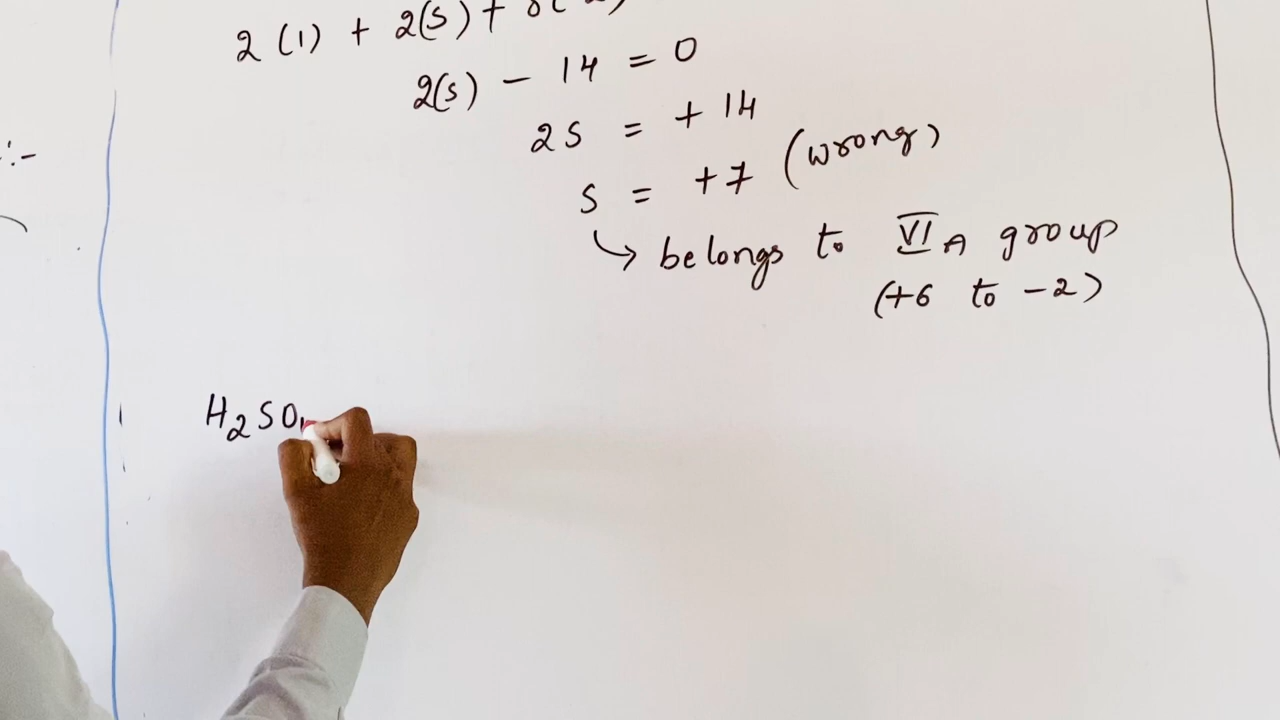 2 (1) + 2(S) +
2(s) - 14 = 0
2S = + 14
S = +7 (wrong)
↳ belongs to VI A group
(+6 to -2)
H2SO